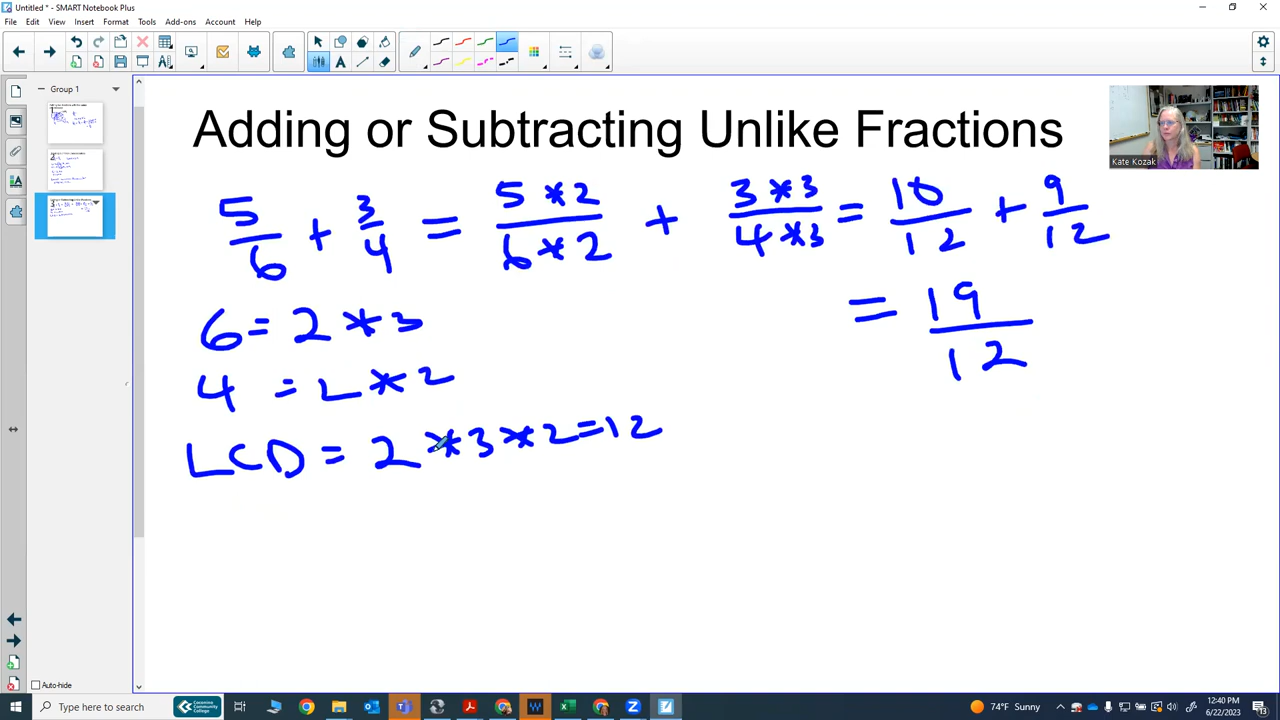 Untitled * - SMART Notebook Plus
File Edit View Insert Format Tools Add-ons Account Help
Group 1
Adding or Subtracting Unlike Fractions
Kate Kozak
5/6 + 3/4 = 5*2/6*2 + 3*3/4*3 = 10/12 + 9/12
= 19/12
6 = 2 * 3
4 = 2 * 2
LCD = 2 * 3 * 2 = 12
Auto-hide
Type here to search
74°F Sunny
12:40 PM
6/22/2023